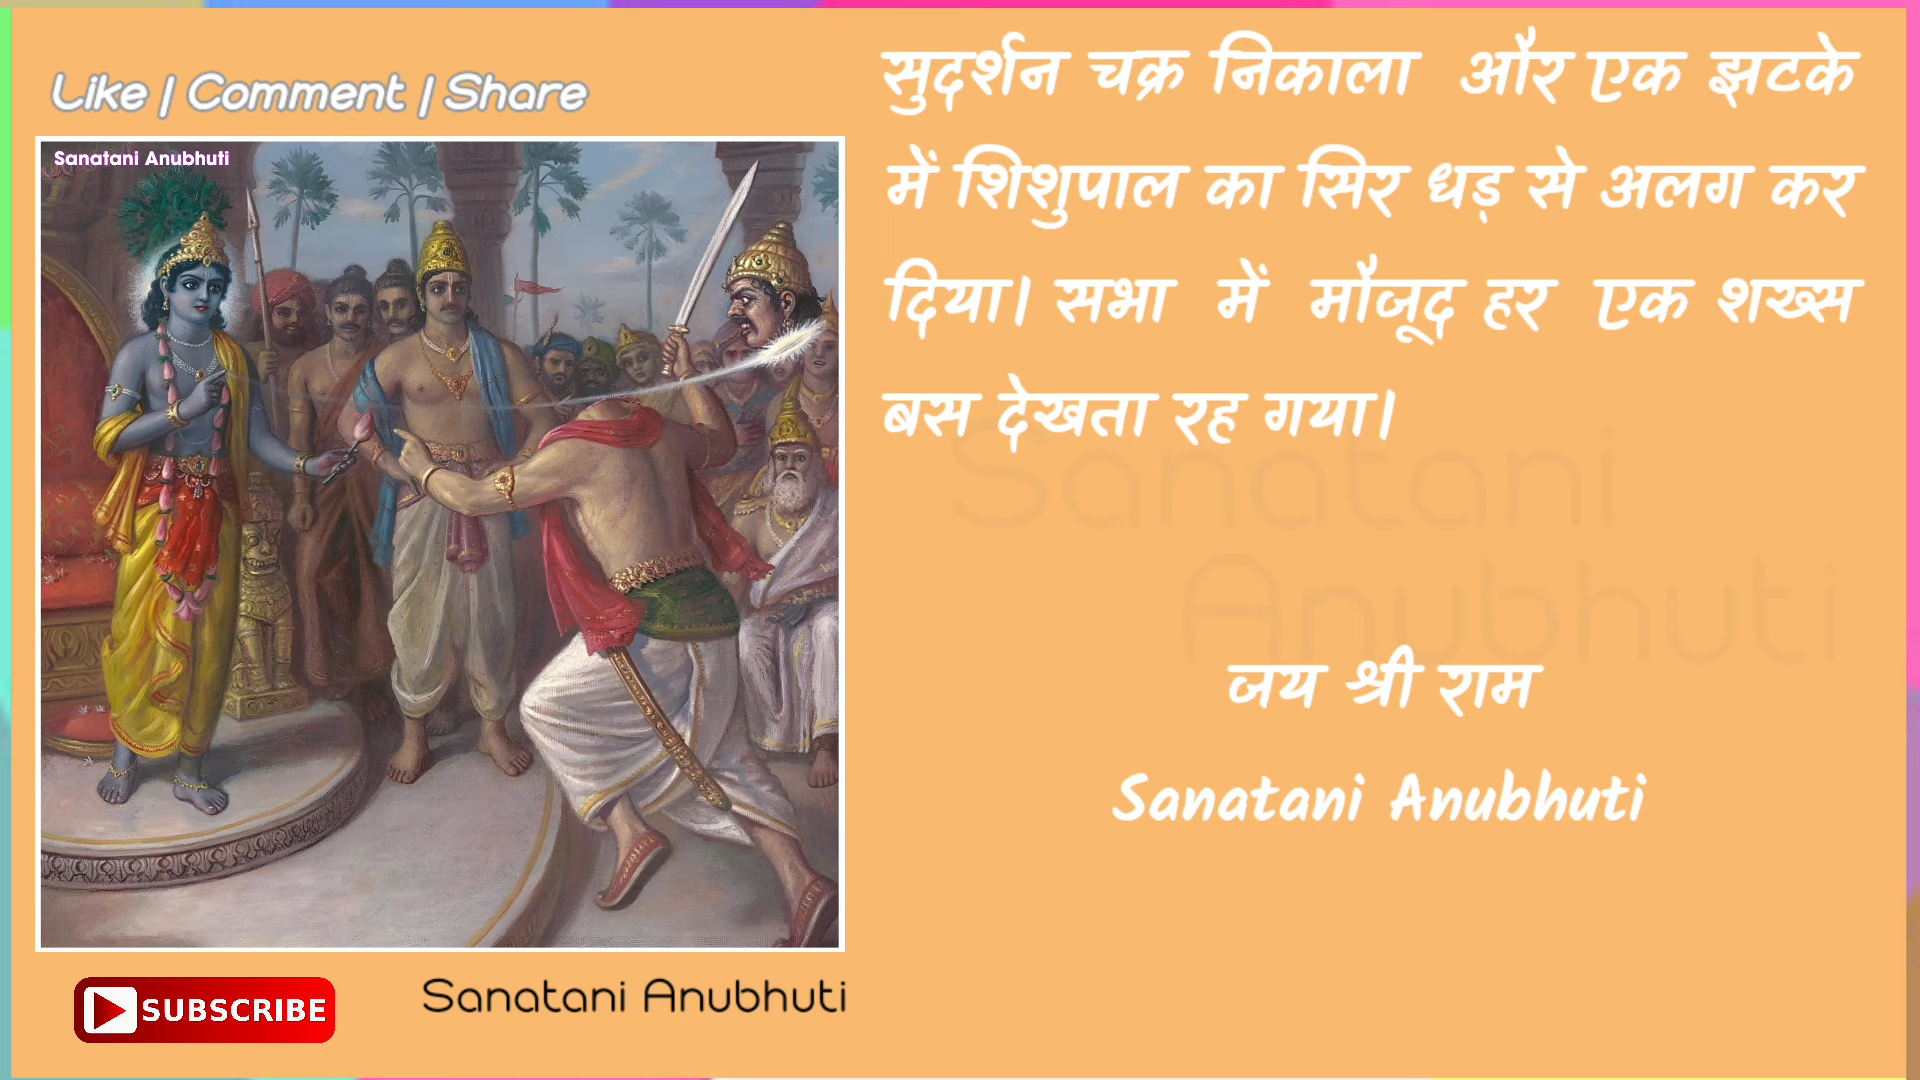 Like | Comment | Share
Sanatani Anubhuti
सुदर्शन चक्र निकाला और एक झटके
में शिशुपाल का सिर धड़ से अलग कर
दिया। सभा में मौजूद हर एक शख्स
बस देखता रह गया।
Sanatani
Anubhuti
जय श्री राम
Sanatani Anubhuti
SUBSCRIBE
Sanatani Anubhuti